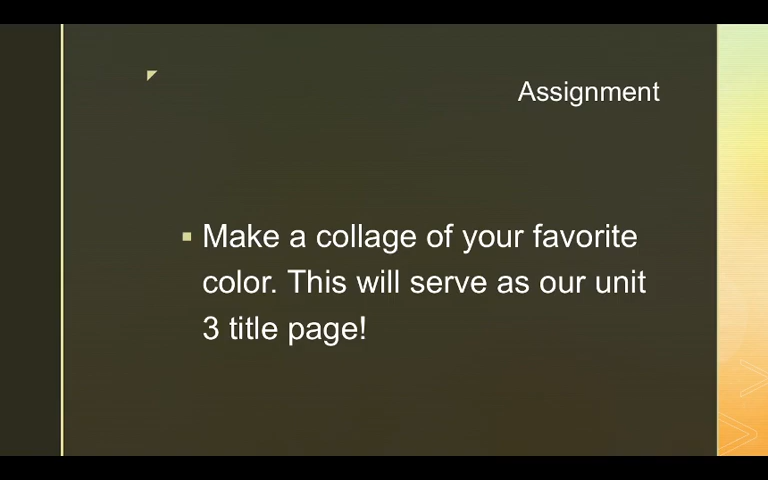 Assignment
Make a collage of your favorite
color. This will serve as our unit
3 title page!